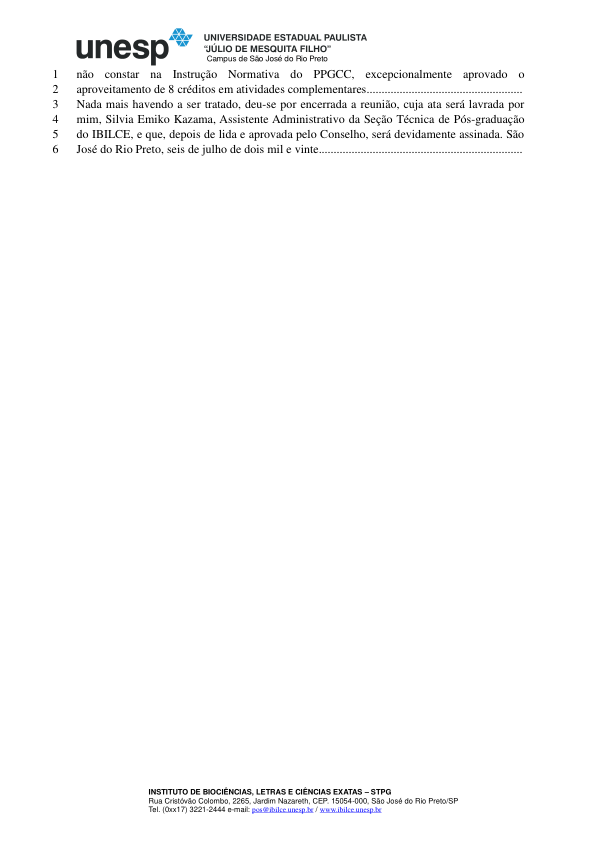 unesp
UNIVERSIDADE ESTADUAL PAULISTA
“JÚLIO DE MESQUITA FILHO”
Campus de São José do Rio Preto
1 não constar na Instrução Normativa do PPGCC, excepcionalmente aprovado o
2 aproveitamento de 8 créditos em atividades complementares....................................................
3 Nada mais havendo a ser tratado, deu-se por encerrada a reunião, cuja ata será lavrada por
4 mim, Silvia Emiko Kazama, Assistente Administrativo da Seção Técnica de Pós-graduação
5 do IBILCE, e que, depois de lida e aprovada pelo Conselho, será devidamente assinada. São
6 José do Rio Preto, seis de julho de dois mil e vinte....................................................................
INSTITUTO DE BIOCIÊNCIAS, LETRAS E CIÊNCIAS EXATAS – STPG
Rua Cristóvão Colombo, 2265, Jardim Nazareth, CEP. 15054-000, São José do Rio Preto/SP
Tel. (0xx17) 3221-2444 e-mail: pos@ibilce.unesp.br / www.ibilce.unesp.br